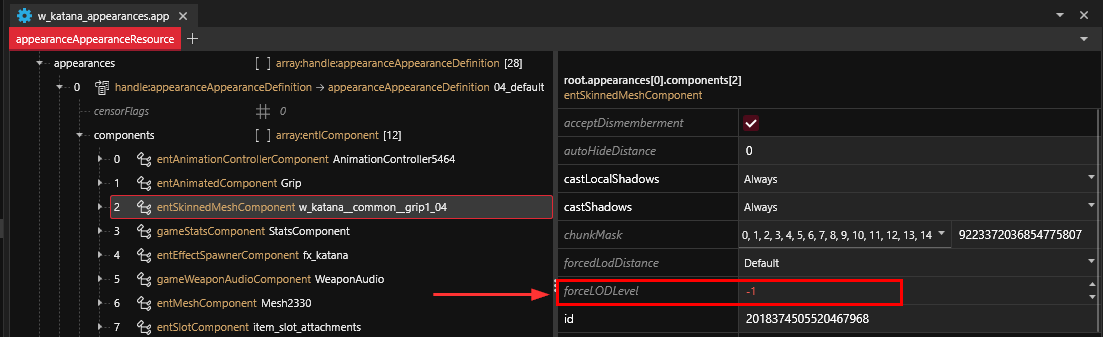 w_katana_appearances.app
appearanceAppearanceResource
appearances [ ] array:handle:appearanceAppearanceDefinition [28]
0 handle:appearanceAppearanceDefinition → appearanceAppearanceDefinition 04_default
censorFlags 0
components [ ] array:entIComponent [12]
0 entAnimationControllerComponent AnimationController5464
1 entAnimatedComponent Grip
2 entSkinnedMeshComponent w_katana__common__grip1_04
3 gameStatsComponent StatsComponent
4 entEffectSpawnerComponent fx_katana
5 gameWeaponAudioComponent WeaponAudio
6 entMeshComponent Mesh2330
7 entSlotComponent item_slot_attachments
root.appearances[0].components[2]
entSkinnedMeshComponent
acceptDismemberment
autoHideDistance 0
castLocalShadows Always
castShadows Always
chunkMask 0, 1, 2, 3, 4, 5, 6, 7, 8, 9, 10, 11, 12, 13, 14 9223372036854775807
forcedLodDistance Default
forceLODLevel -1
id 2018374505520467968